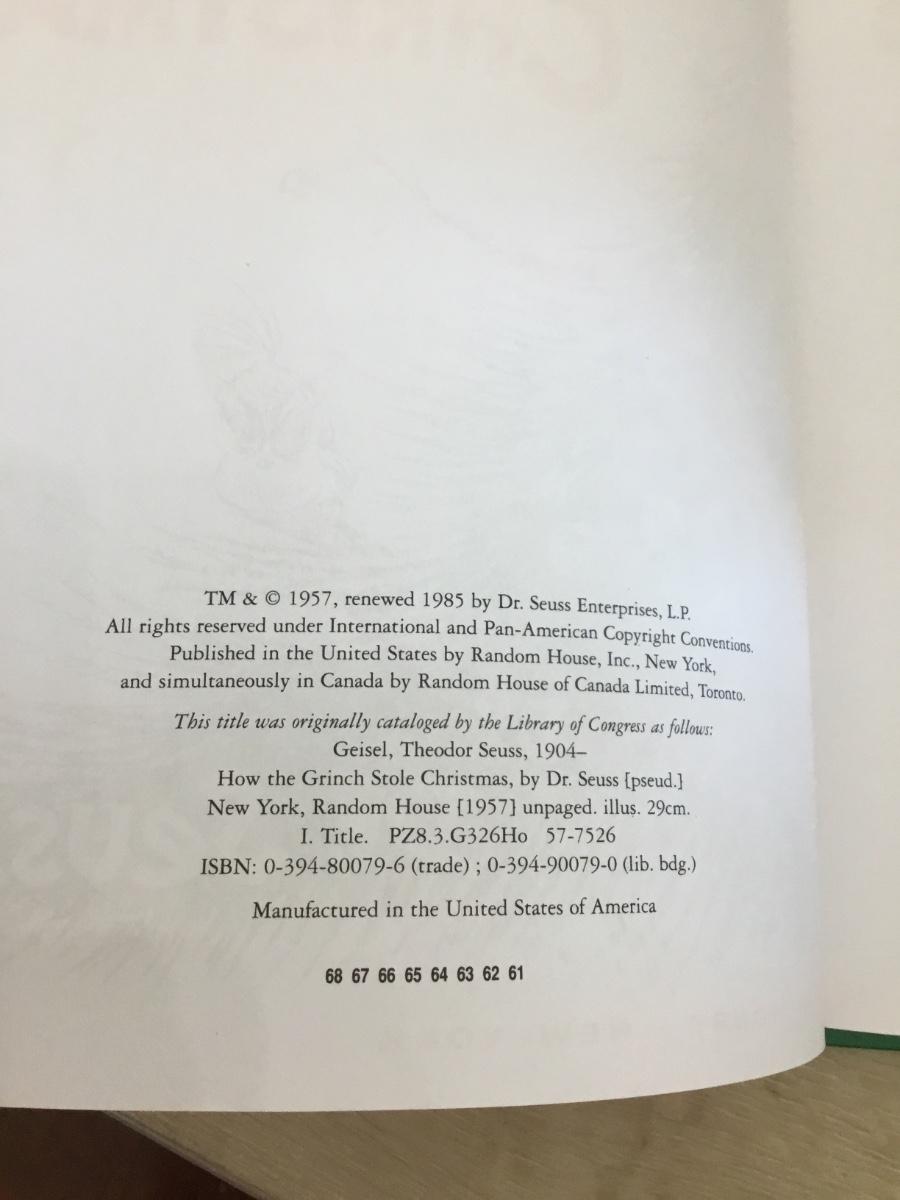 TM & © 1957, renewed 1985 by Dr. Seuss Enterprises, L.P.
All rights reserved under International and Pan-American Copyright Conventions.
Published in the United States by Random House, Inc., New York,
and simultaneously in Canada by Random House of Canada Limited, Toronto.
This title was originally cataloged by the Library of Congress as follows:
Geisel, Theodor Seuss, 1904–
How the Grinch Stole Christmas, by Dr. Seuss [pseud.]
New York, Random House [1957] unpaged. illus. 29cm.
I. Title. PZ8.3.G326Ho 57-7526
ISBN: 0-394-80079-6 (trade) ; 0-394-90079-0 (lib. bdg.)
Manufactured in the United States of America
68 67 66 65 64 63 62 61